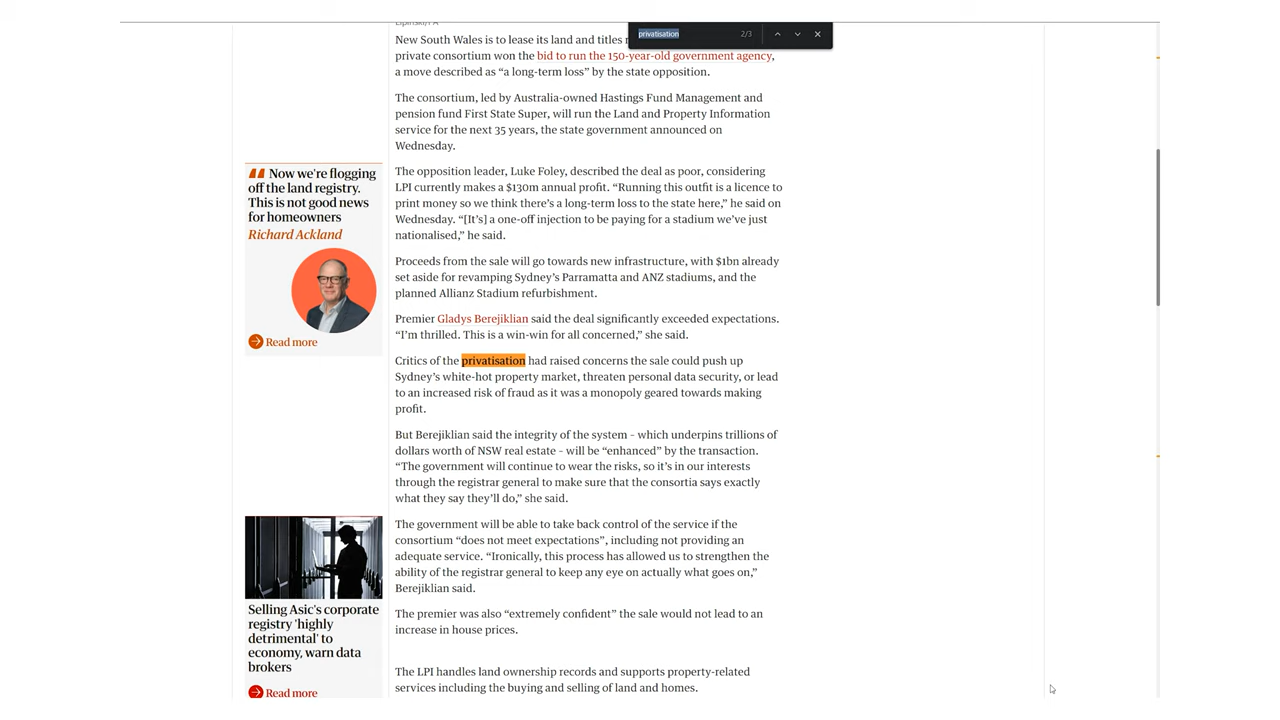 privatisation 2/3
New South Wales is to lease its land and titles
private consortium won the bid to run the 150-year-old government agency,
a move described as “a long-term loss” by the state opposition.
The consortium, led by Australia-owned Hastings Fund Management and
pension fund First State Super, will run the Land and Property Information
service for the next 35 years, the state government announced on
Wednesday.
Now we're flogging
off the land registry.
This is not good news
for homeowners
Richard Ackland
Read more
The opposition leader, Luke Foley, described the deal as poor, considering
LPI currently makes a $130m annual profit. “Running this outfit is a licence to
print money so we think there’s a long-term loss to the state here,” he said on
Wednesday. “[It’s] a one-off injection to be paying for a stadium we’ve just
nationalised,” he said.
Proceeds from the sale will go towards new infrastructure, with $1bn already
set aside for revamping Sydney’s Parramatta and ANZ stadiums, and the
planned Allianz Stadium refurbishment.
Premier Gladys Berejiklian said the deal significantly exceeded expectations.
“I’m thrilled. This is a win-win for all concerned,” she said.
Critics of the privatisation had raised concerns the sale could push up
Sydney’s white-hot property market, threaten personal data security, or lead
to an increased risk of fraud as it was a monopoly geared towards making
profit.
But Berejiklian said the integrity of the system – which underpins trillions of
dollars worth of NSW real estate – will be “enhanced” by the transaction.
“The government will continue to wear the risks, so it’s in our interests
through the registrar general to make sure that the consortia says exactly
what they say they’ll do,” she said.
The government will be able to take back control of the service if the
consortium “does not meet expectations”, including not providing an
adequate service. “Ironically, this process has allowed us to strengthen the
ability of the registrar general to keep any eye on actually what goes on,”
Berejiklian said.
Selling Asic's corporate
registry 'highly
detrimental' to
economy, warn data
brokers
Read more
The premier was also “extremely confident” the sale would not lead to an
increase in house prices.
The LPI handles land ownership records and supports property-related
services including the buying and selling of land and homes.